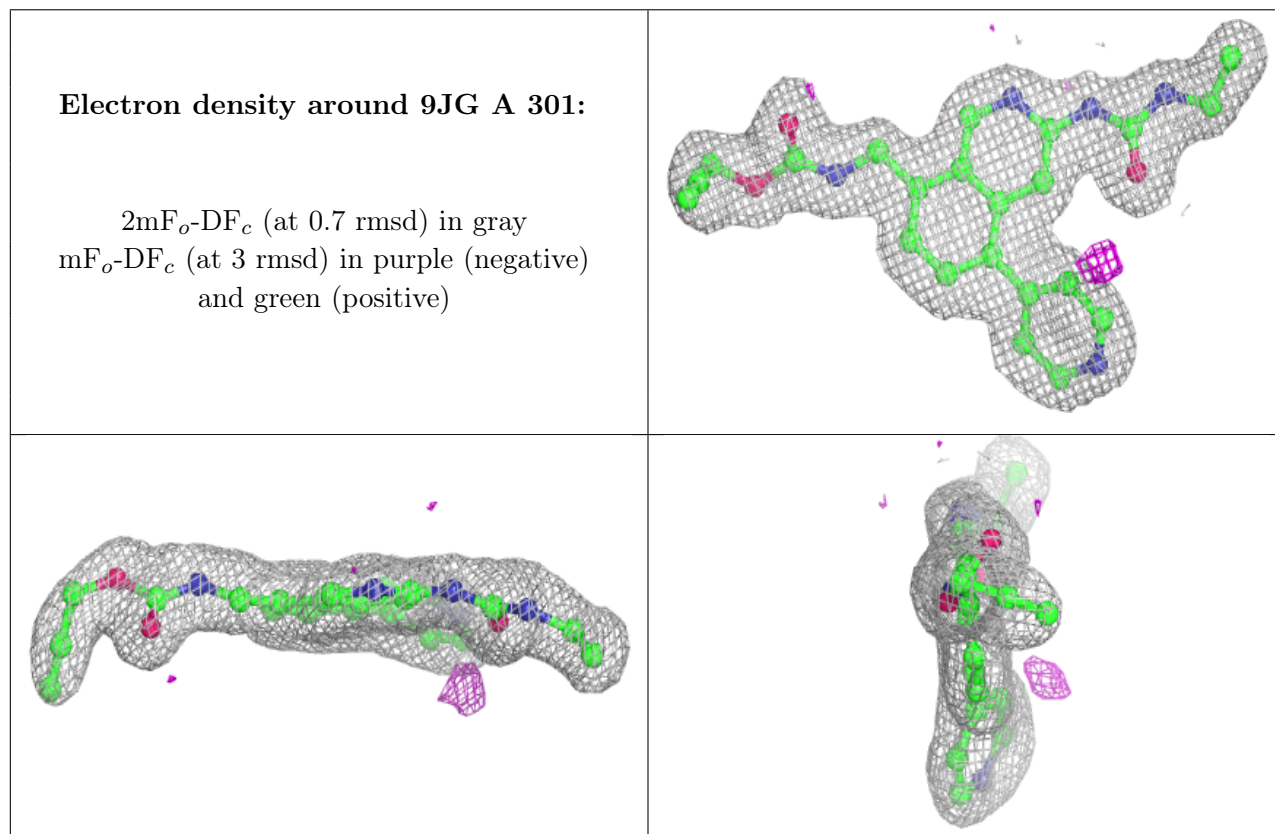 Electron density around 9JG A 301:
2mFₒ-DF𝒸 (at 0.7 rmsd) in gray
mFₒ-DF𝒸 (at 3 rmsd) in purple (negative)
and green (positive)